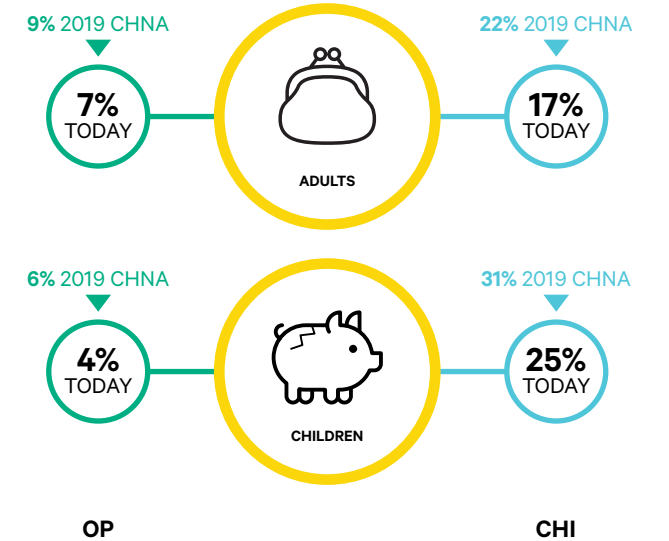 9% 2019 CHNA
22% 2019 CHNA
7%
TODAY
17%
TODAY
ADULTS
6% 2019 CHNA
31% 2019 CHNA
4%
TODAY
25%
TODAY
CHILDREN
OP
CHI